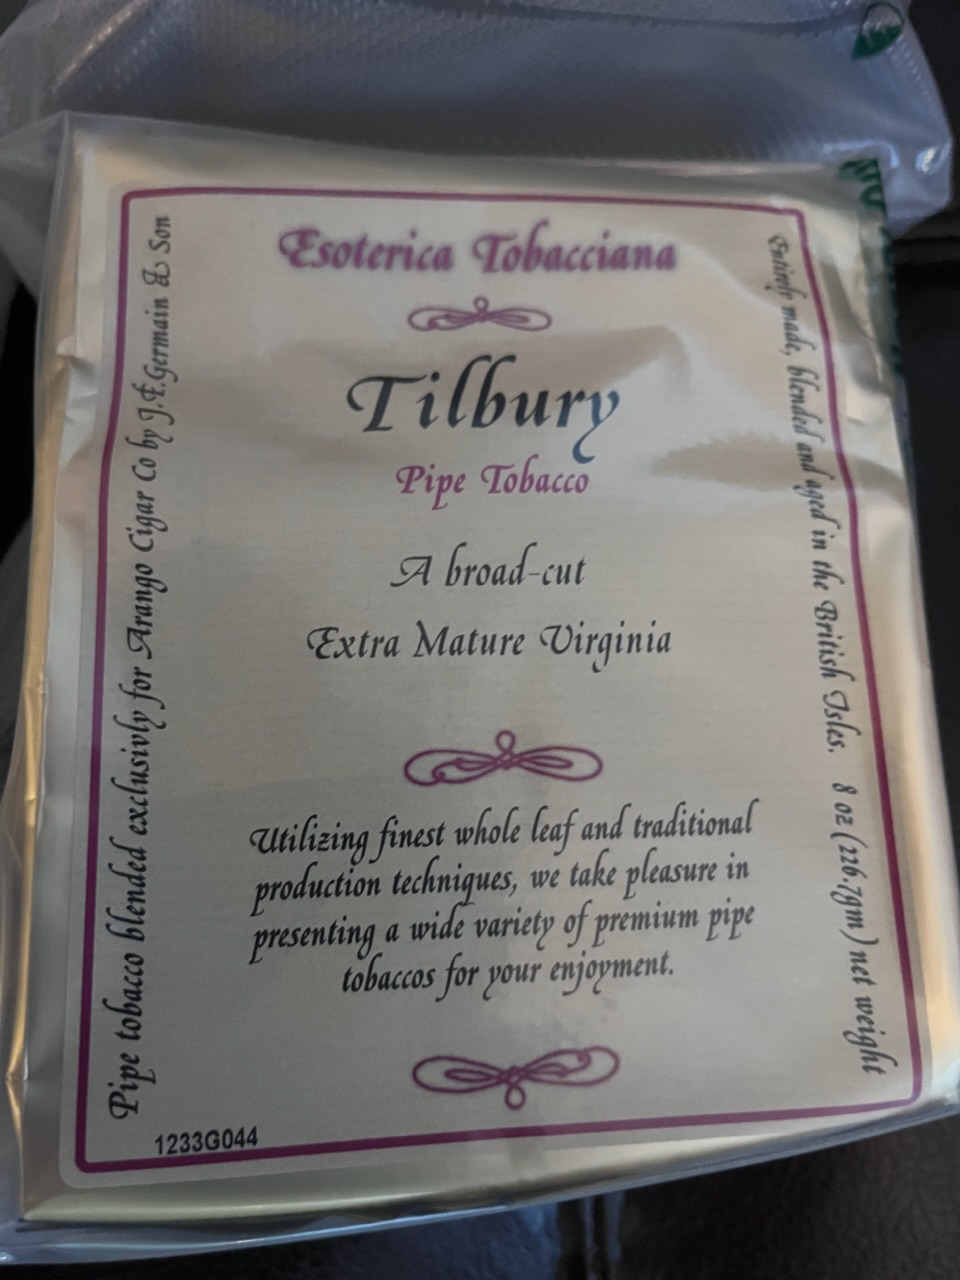 Esoterica Tobacciana
Tilbury
Pipe Tobacco
A broad-cut
Extra Mature Virginia
Utilizing finest whole leaf and traditional
production techniques, we take pleasure in
presenting a wide variety of premium pipe
tobaccos for your enjoyment.
Pipe tobacco blended exclusivly for Arango Cigar Co by J.F.Germain & Son
Entirely made, blended and aged in the British Isles. 8 oz (226.7gm) net weight
1233G044